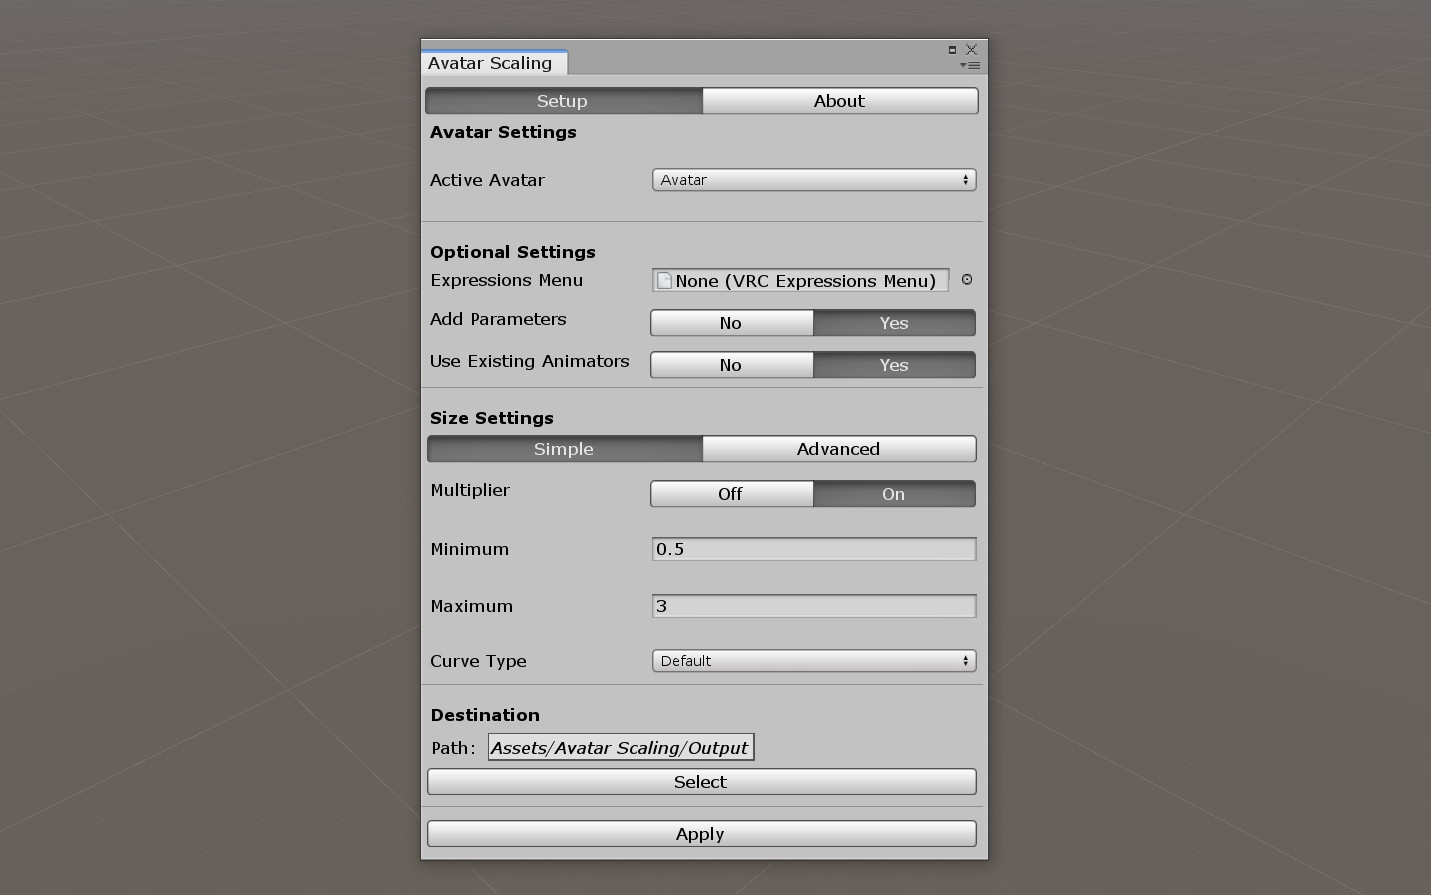 Avatar Scaling
Setup About
Avatar Settings
Active Avatar Avatar
Optional Settings
Expressions Menu None (VRC Expressions Menu)
Add Parameters No Yes
Use Existing Animators No Yes
Size Settings
Simple Advanced
Multiplier Off On
Minimum 0.5
Maximum 3
Curve Type Default
Destination
Path: Assets/Avatar Scaling/Output
Select
Apply